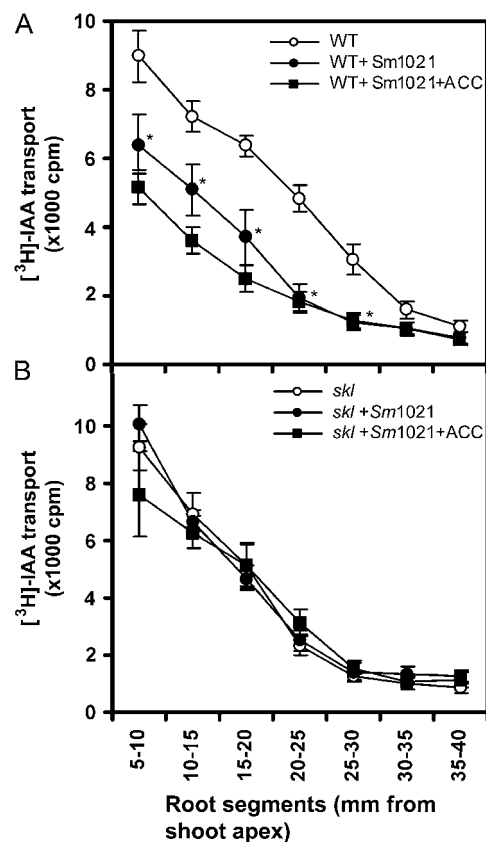 A
10
8
6
4
2
0
[³H]-IAA transport
(x1000 cpm)
WT
WT+ Sm1021
WT+ Sm1021+ACC
*
*
*
*
*
B
10
8
6
4
2
0
[³H]-IAA transport
(x1000 cpm)
skl
skl +Sm1021
skl +Sm1021+ACC
5-10
10-15
15-20
20-25
25-30
30-35
35-40
Root segments (mm from
shoot apex)